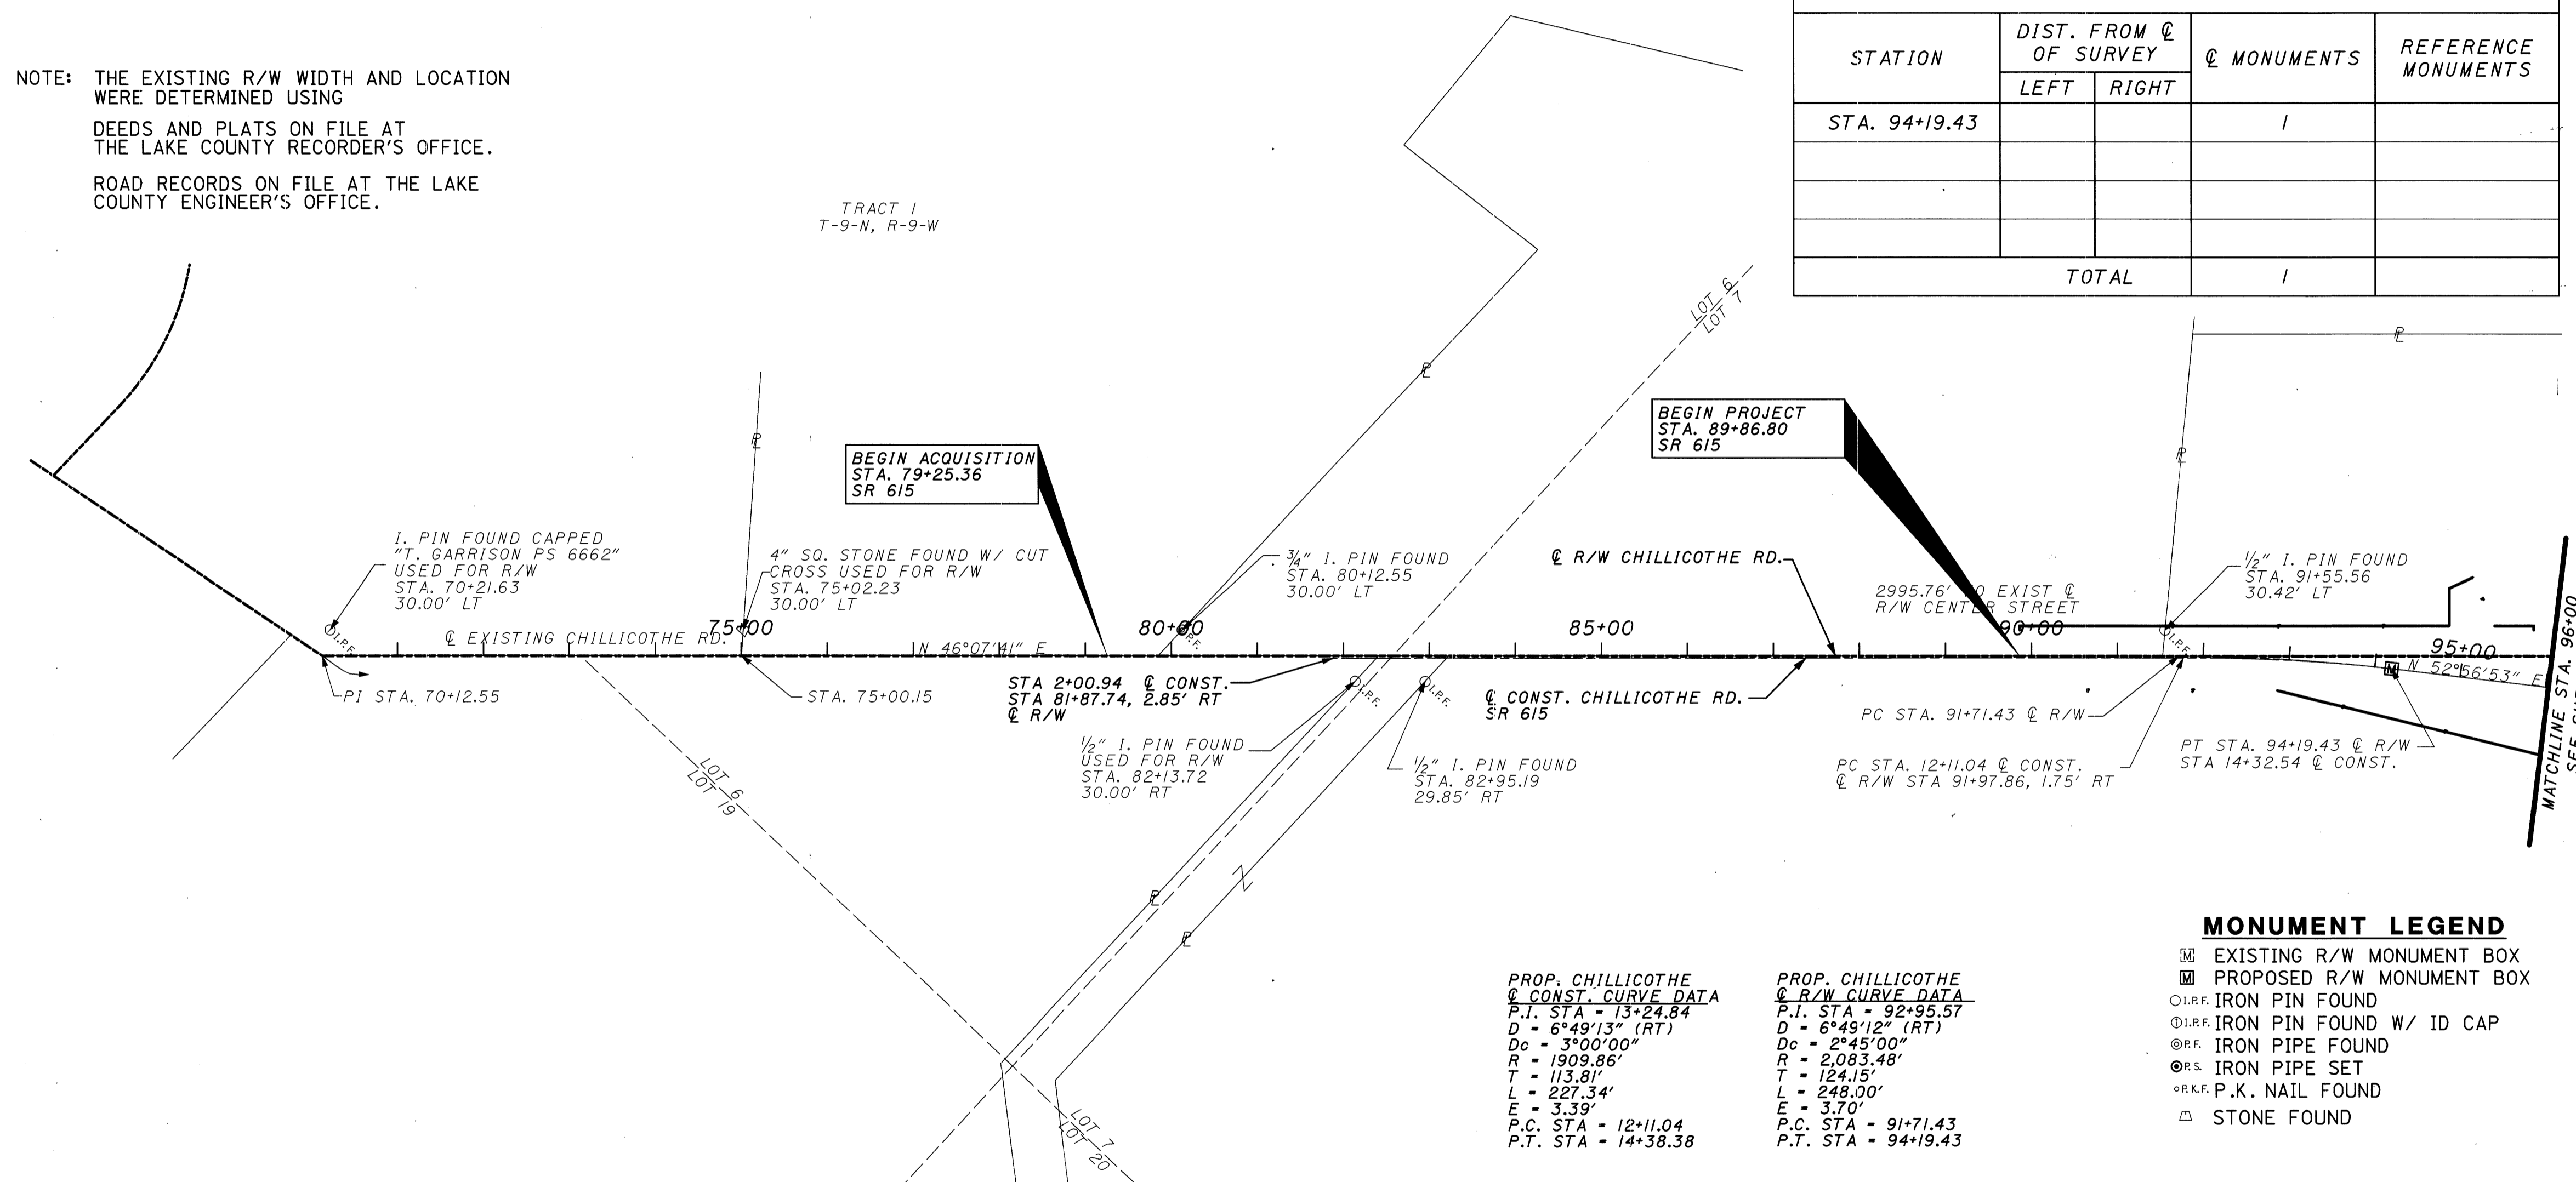 NOTE: THE EXISTING R/W WIDTH AND LOCATION
WERE DETERMINED USING
DEEDS AND PLATS ON FILE AT
THE LAKE COUNTY RECORDER'S OFFICE.
ROAD RECORDS ON FILE AT THE LAKE
COUNTY ENGINEER'S OFFICE.
TRACT 1
T-9-N, R-9-W
STATION
DIST. FROM ℄
OF SURVEY
LEFT
RIGHT
℄ MONUMENTS
REFERENCE
MONUMENTS
STA. 94+19.43
1
TOTAL
1
LOT 6
LOT 7
℄ R/W CHILLICOTHE RD.
BEGIN ACQUISITION
STA. 79+25.36
SR 615
BEGIN PROJECT
STA. 89+86.80
SR 615
I. PIN FOUND CAPPED
"T. GARRISON PS 6662"
USED FOR R/W
STA. 70+21.63
30.00' LT
4" SQ. STONE FOUND W/ CUT
CROSS USED FOR R/W
STA. 75+02.23
30.00' LT
3/4" I. PIN FOUND
STA. 80+12.55
30.00' LT
2995.76' TO EXIST ℄
R/W CENTER STREET
1/2" I. PIN FOUND
STA. 91+55.56
30.42' LT
I.P.F.
℄ EXISTING CHILLICOTHE RD.
75+00
N 46°07'41" E
80+00
P.F.
85+00
90+00
I.P.F.
95+00
N 52°56'53" E
MATCHLINE STA. 96+00
PI STA. 70+12.55
STA. 75+00.15
STA 2+00.94 ℄ CONST.
STA 81+87.74, 2.85' RT
℄ R/W
I.P.F.
I.P.F.
℄ CONST. CHILLICOTHE RD.
SR 615
M
PC STA. 91+71.43 ℄ R/W
1/2" I. PIN FOUND
USED FOR R/W
STA. 82+13.72
30.00' RT
1/2" I. PIN FOUND
STA. 82+95.19
29.85' RT
PC STA. 12+11.04 ℄ CONST.
℄ R/W STA 91+97.86, 1.75' RT
PT STA. 94+19.43 ℄ R/W
STA 14+32.54 ℄ CONST.
LOT 6
LOT 19
LOT 7
LOT 20
PROP. CHILLICOTHE
℄ CONST. CURVE DATA
P.I. STA = 13+24.84
D = 6°49'13" (RT)
Dc = 3°00'00"
R = 1909.86'
T = 113.81'
L = 227.34'
E = 3.39'
P.C. STA = 12+11.04
P.T. STA = 14+38.38
PROP. CHILLICOTHE
℄ R/W CURVE DATA
P.I. STA = 92+95.57
D = 6°49'12" (RT)
Dc = 2°45'00"
R = 2,083.48'
T = 124.15'
L = 248.00'
E = 3.70'
P.C. STA = 91+71.43
P.T. STA = 94+19.43
MONUMENT LEGEND
M EXISTING R/W MONUMENT BOX
M PROPOSED R/W MONUMENT BOX
I.P.F. IRON PIN FOUND
I.P.F. IRON PIN FOUND W/ ID CAP
P.F. IRON PIPE FOUND
P.S. IRON PIPE SET
P.K.F. P.K. NAIL FOUND
STONE FOUND